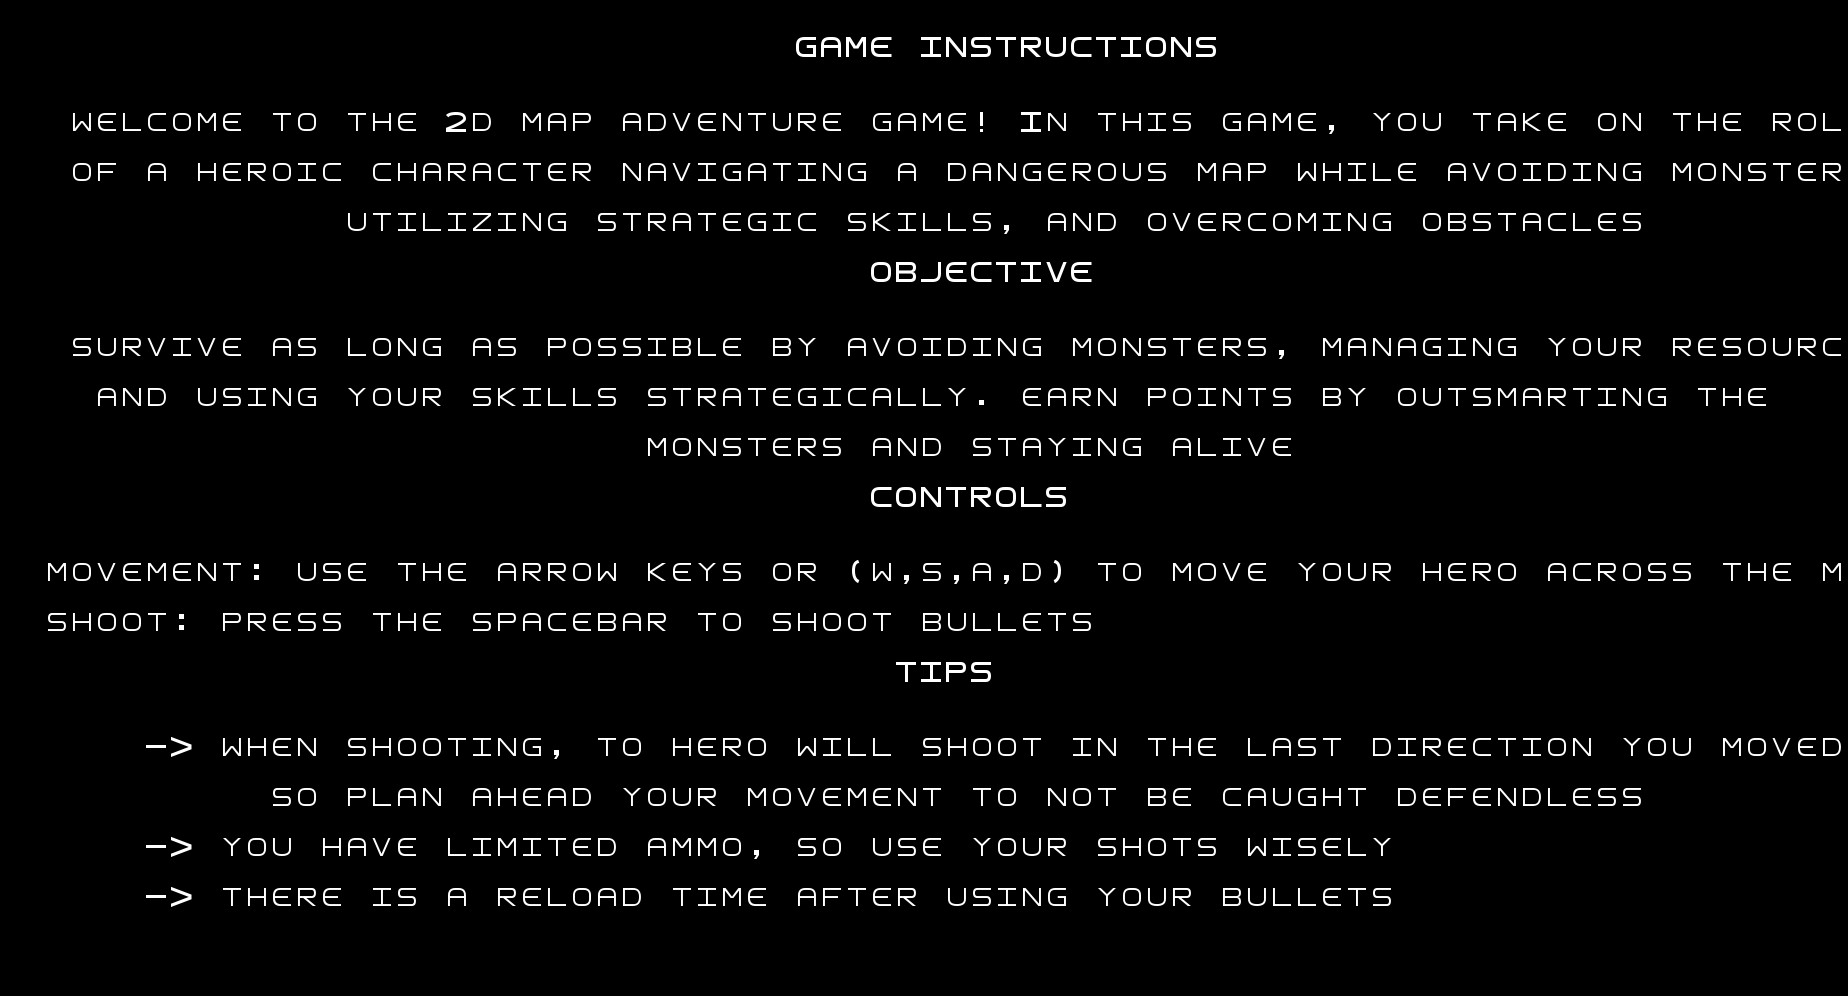 GAME INSTRUCTIONS
WELCOME TO THE 2D MAP ADVENTURE GAME! IN THIS GAME, YOU TAKE ON THE ROL
OF A HEROIC CHARACTER NAVIGATING A DANGEROUS MAP WHILE AVOIDING MONSTER
UTILIZING STRATEGIC SKILLS, AND OVERCOMING OBSTACLES
OBJECTIVE
SURVIVE AS LONG AS POSSIBLE BY AVOIDING MONSTERS, MANAGING YOUR RESOURC
AND USING YOUR SKILLS STRATEGICALLY. EARN POINTS BY OUTSMARTING THE
MONSTERS AND STAYING ALIVE
CONTROLS
MOVEMENT: USE THE ARROW KEYS OR (W,S,A,D) TO MOVE YOUR HERO ACROSS THE M
SHOOT: PRESS THE SPACEBAR TO SHOOT BULLETS
TIPS
-> WHEN SHOOTING, TO HERO WILL SHOOT IN THE LAST DIRECTION YOU MOVED
SO PLAN AHEAD YOUR MOVEMENT TO NOT BE CAUGHT DEFENDLESS
-> YOU HAVE LIMITED AMMO, SO USE YOUR SHOTS WISELY
-> THERE IS A RELOAD TIME AFTER USING YOUR BULLETS